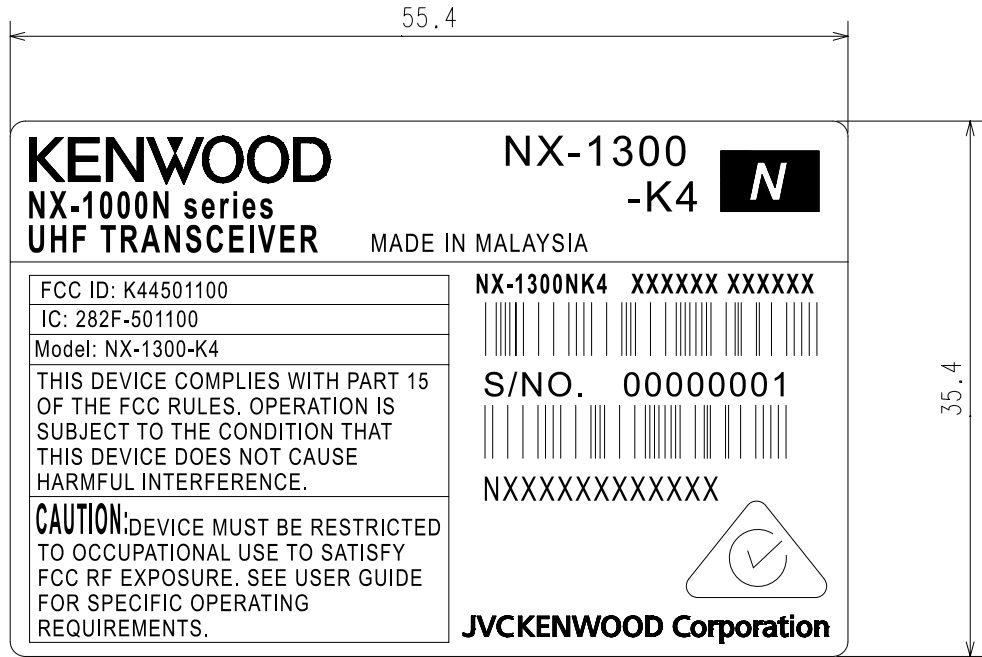 55.4
KENWOOD
NX-1000N series
UHF TRANSCEIVER
MADE IN MALAYSIA
NX-1300
-K4
N
FCC ID: K44501100
IC: 282F-501100
Model: NX-1300-K4
THIS DEVICE COMPLIES WITH PART 15
OF THE FCC RULES. OPERATION IS
SUBJECT TO THE CONDITION THAT
THIS DEVICE DOES NOT CAUSE
HARMFUL INTERFERENCE.
CAUTION:DEVICE MUST BE RESTRICTED
TO OCCUPATIONAL USE TO SATISFY
FCC RF EXPOSURE. SEE USER GUIDE
FOR SPECIFIC OPERATING
REQUIREMENTS.
NX-1300NK4 XXXXXX XXXXXX
S/NO. 00000001
NXXXXXXXXXXXX
JVCKENWOOD Corporation
35.4